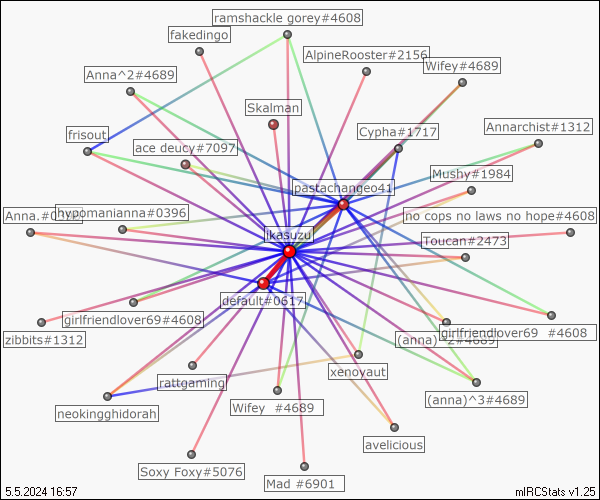 ramshackle gorey#4608
fakedingo
AlpineRooster#2156
Wifey#4689
Anna^2#4689
Skalman
Cypha#1717
Annarchist#1312
frisout
ace deucy#7097
Mushy#1984
pastachangeo41
Anna.#0
hypomanianna#0396
no cops no laws no hope#4608
ikasuzu
Toucan#2473
default#0617
girlfriendlover69#4608
zibbits#1312
girlfriendlover69 #4608
(anna)^2#4689
xenoyaut
rattgaming
neokingghidorah
Wifey #4689
(anna)^3#4689
avelicious
Soxy Foxy#5076
Mad #6901
5.5.2024 16:57
mIRCStats v1.25